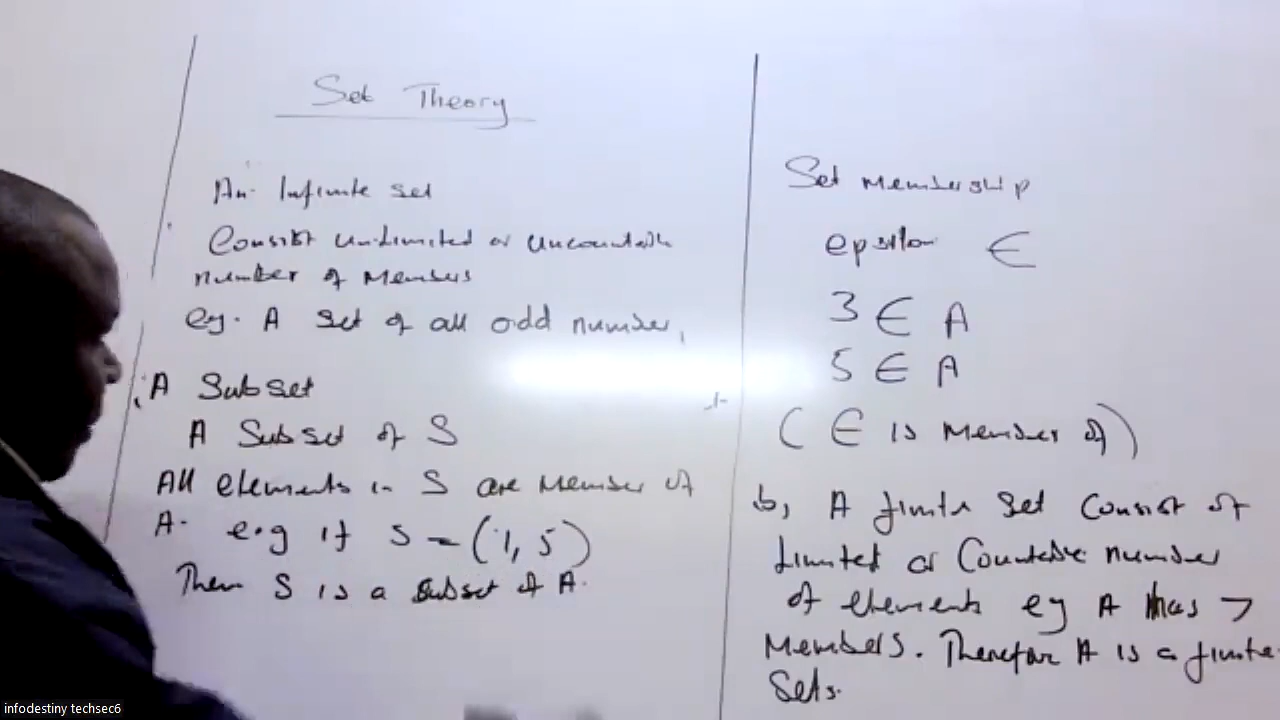 Set Theory
An Infinite set
Consist Unlimited or Uncountable
number of Members
eg. A set of all odd number,
A Subset
A Subset of S
All elements in S are Member of
A. e.g if S = (1, 5)
Then S is a Subset of A.
Set Membership
epsilon ∈
3 ∈ A
5 ∈ A
( ∈ is Member of )
b, A finite set Consist of
Limited or Countable number
of elements eg A has 7
Members. Therefore A is a finite
Sets.
infodestiny techsec6